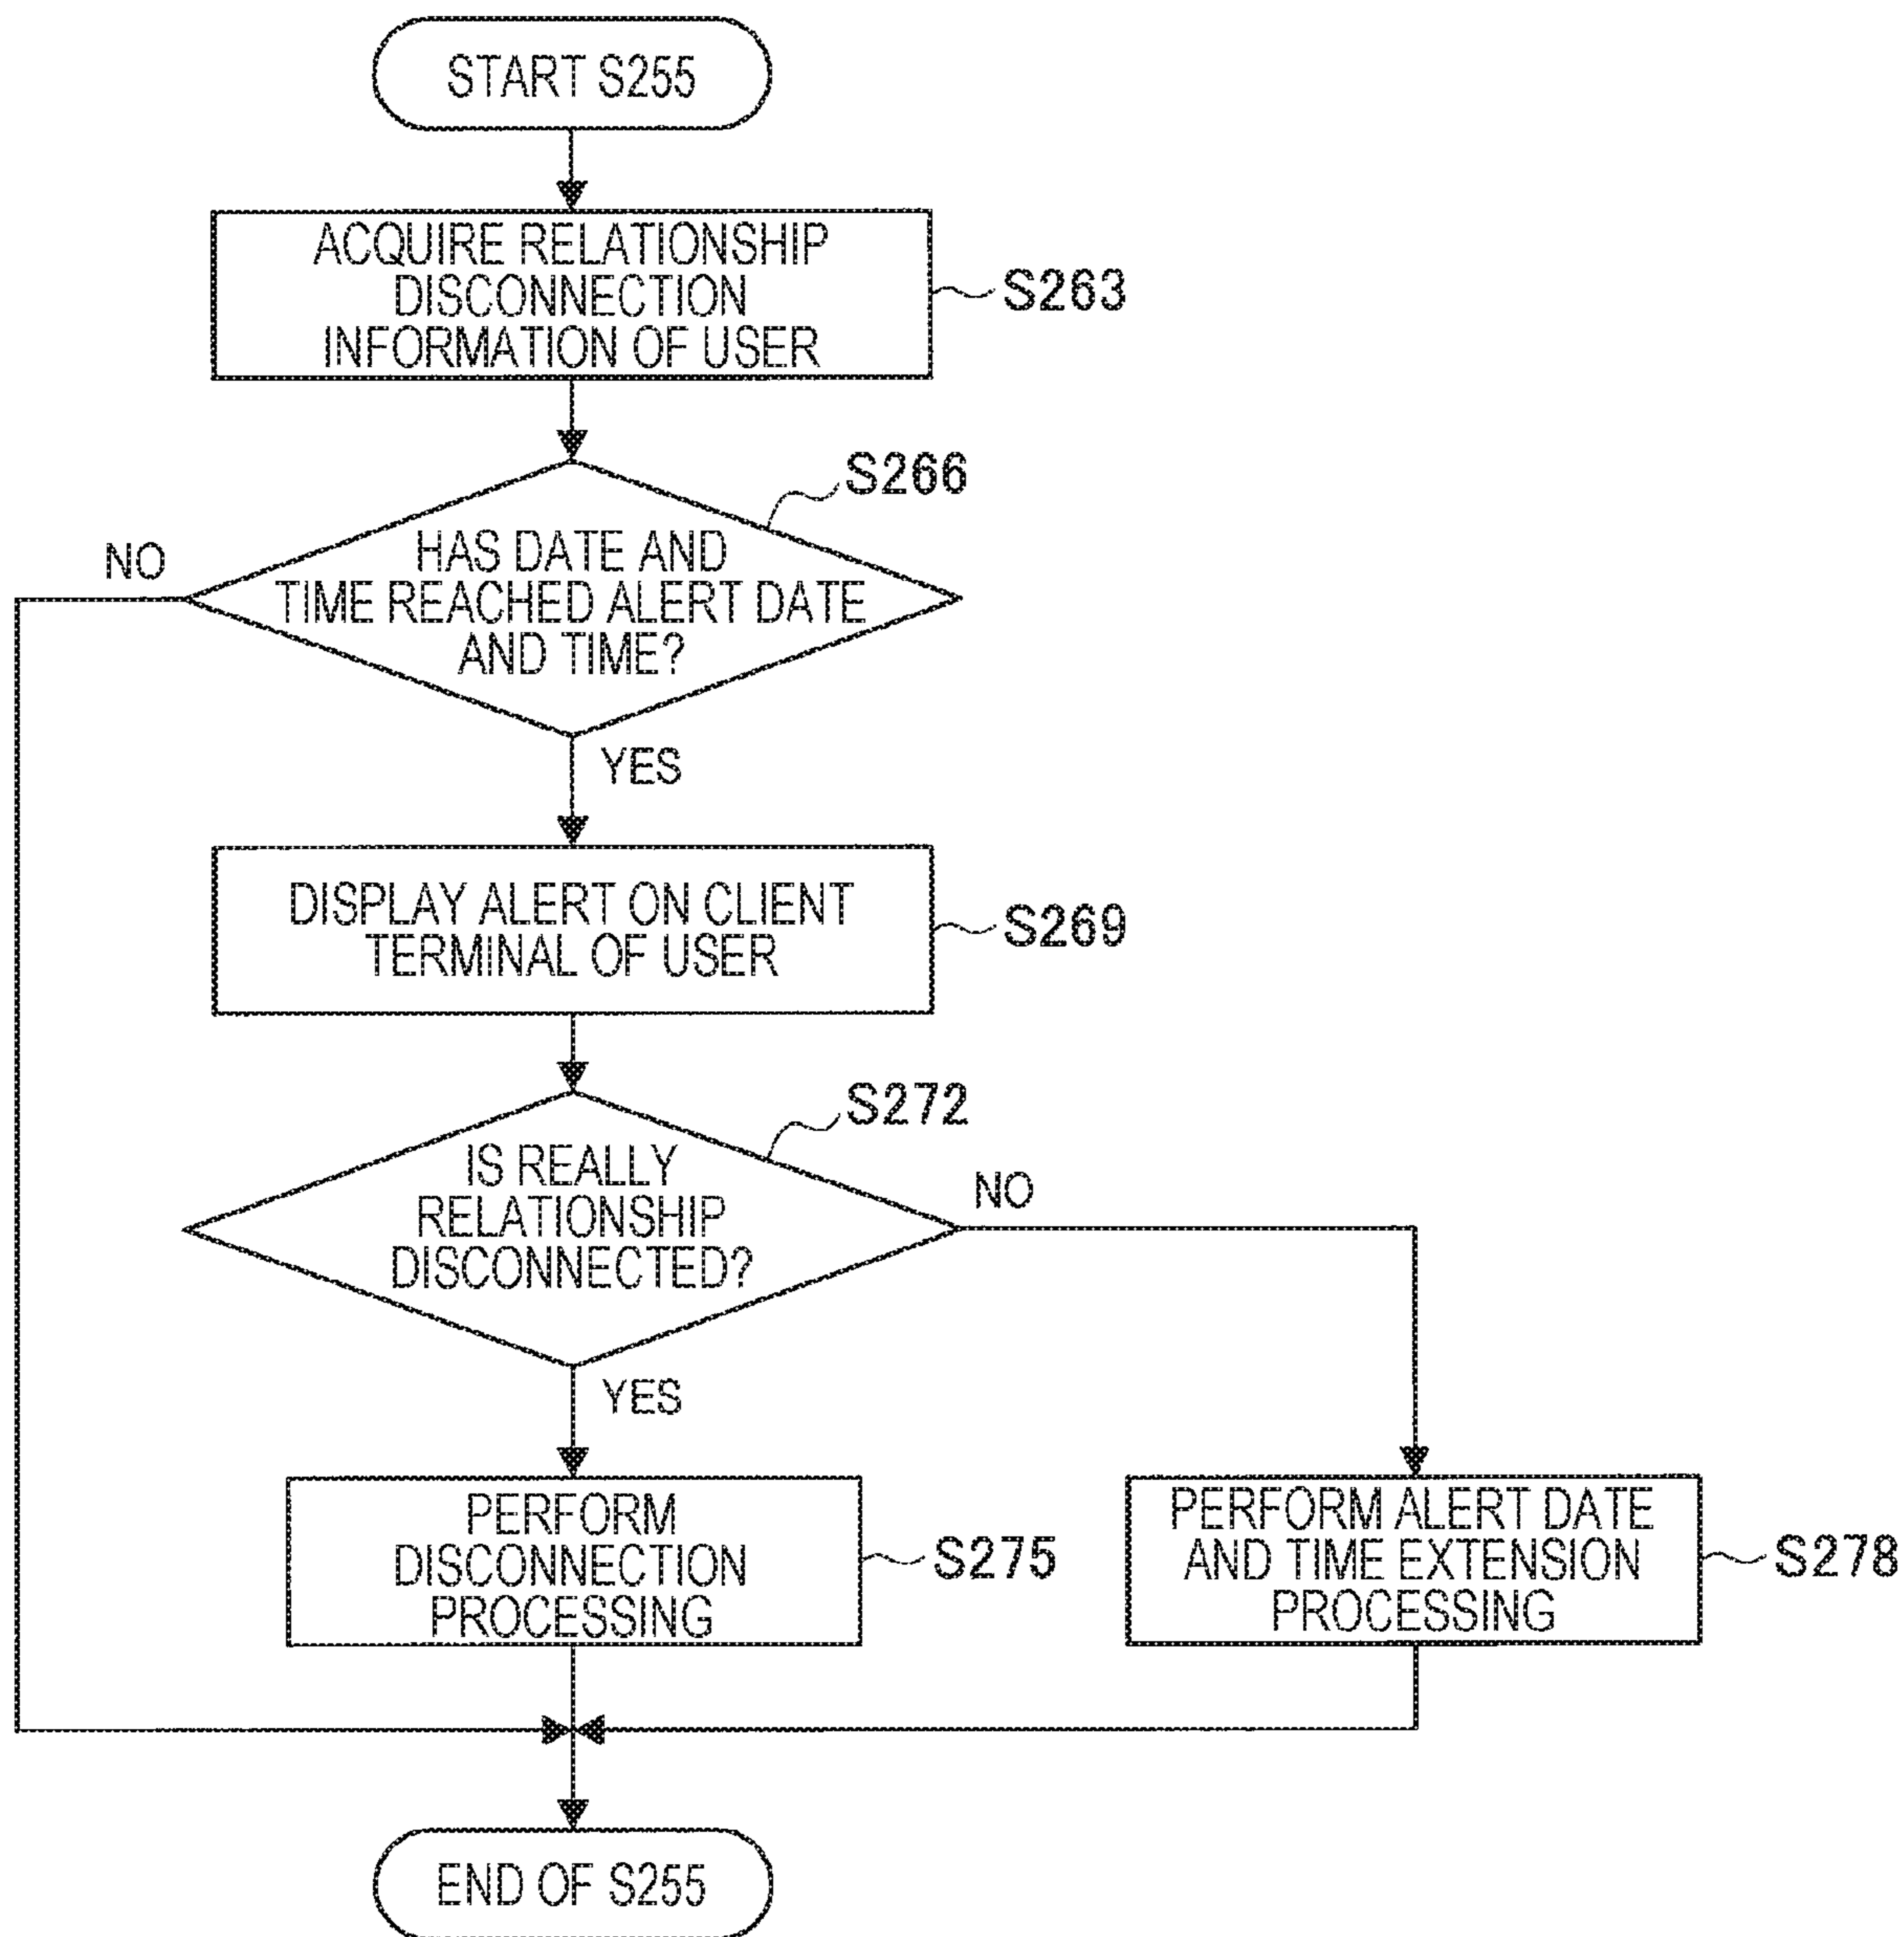 START S255
ACQUIRE RELATIONSHIP
DISCONNECTION
INFORMATION OF USER
S263
S266
HAS DATE AND
TIME REACHED ALERT DATE
AND TIME?
NO
YES
DISPLAY ALERT ON CLIENT
TERMINAL OF USER
S269
S272
IS REALLY
RELATIONSHIP
DISCONNECTED?
NO
YES
PERFORM
DISCONNECTION
PROCESSING
S275
PERFORM ALERT DATE
AND TIME EXTENSION
PROCESSING
S278
END OF S255